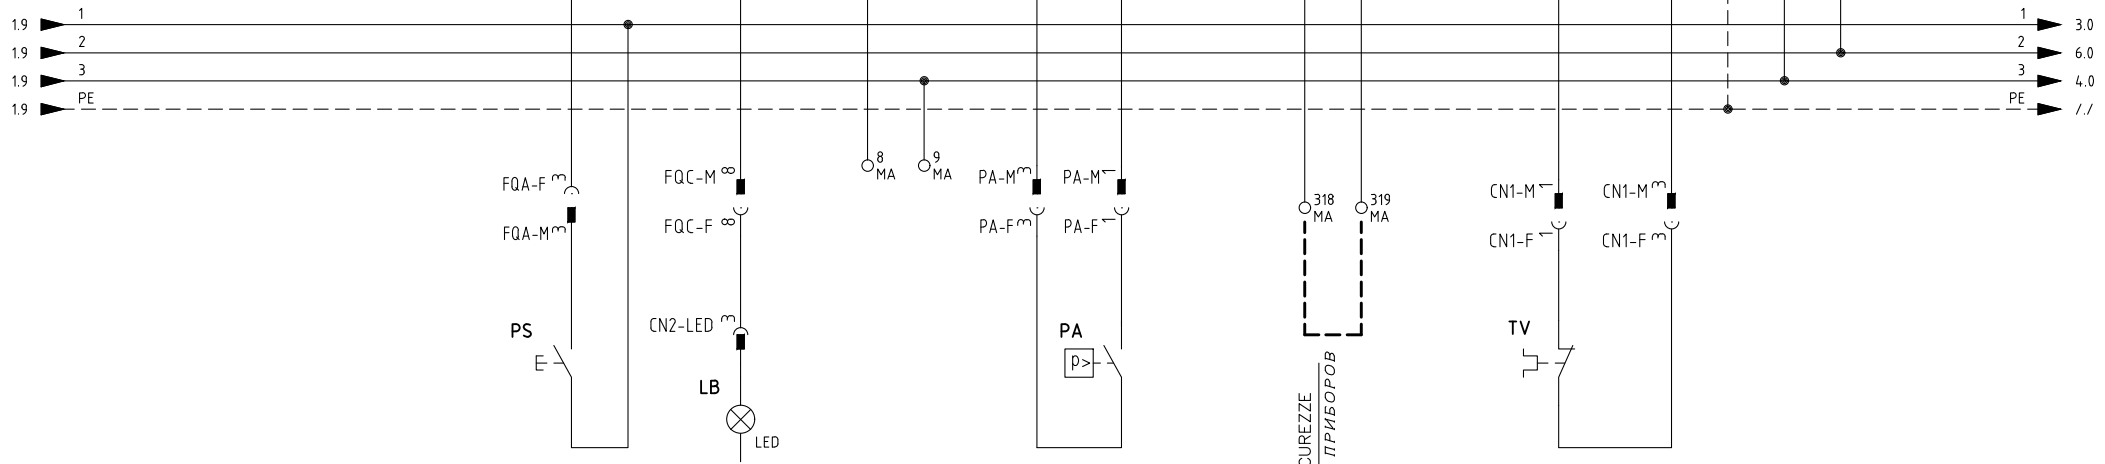 1.9 1 1 3.0
1.9 2 2 6.0
1.9 3 3 4.0
1.9 PE PE /./
8
MA
9
MA
FQA-F 3
FQA-M 3
FQC-M 8
FQC-F 8
PA-M 3
PA-F 3
PA-M 1
PA-F 1
318
MA
319
MA
CN1-M 1
CN1-F 1
CN1-M 3
CN1-F 3
PS
CN2-LED 3
LB
LED
PA
P>
TV
CUREZZE
ПРИБОРОВ